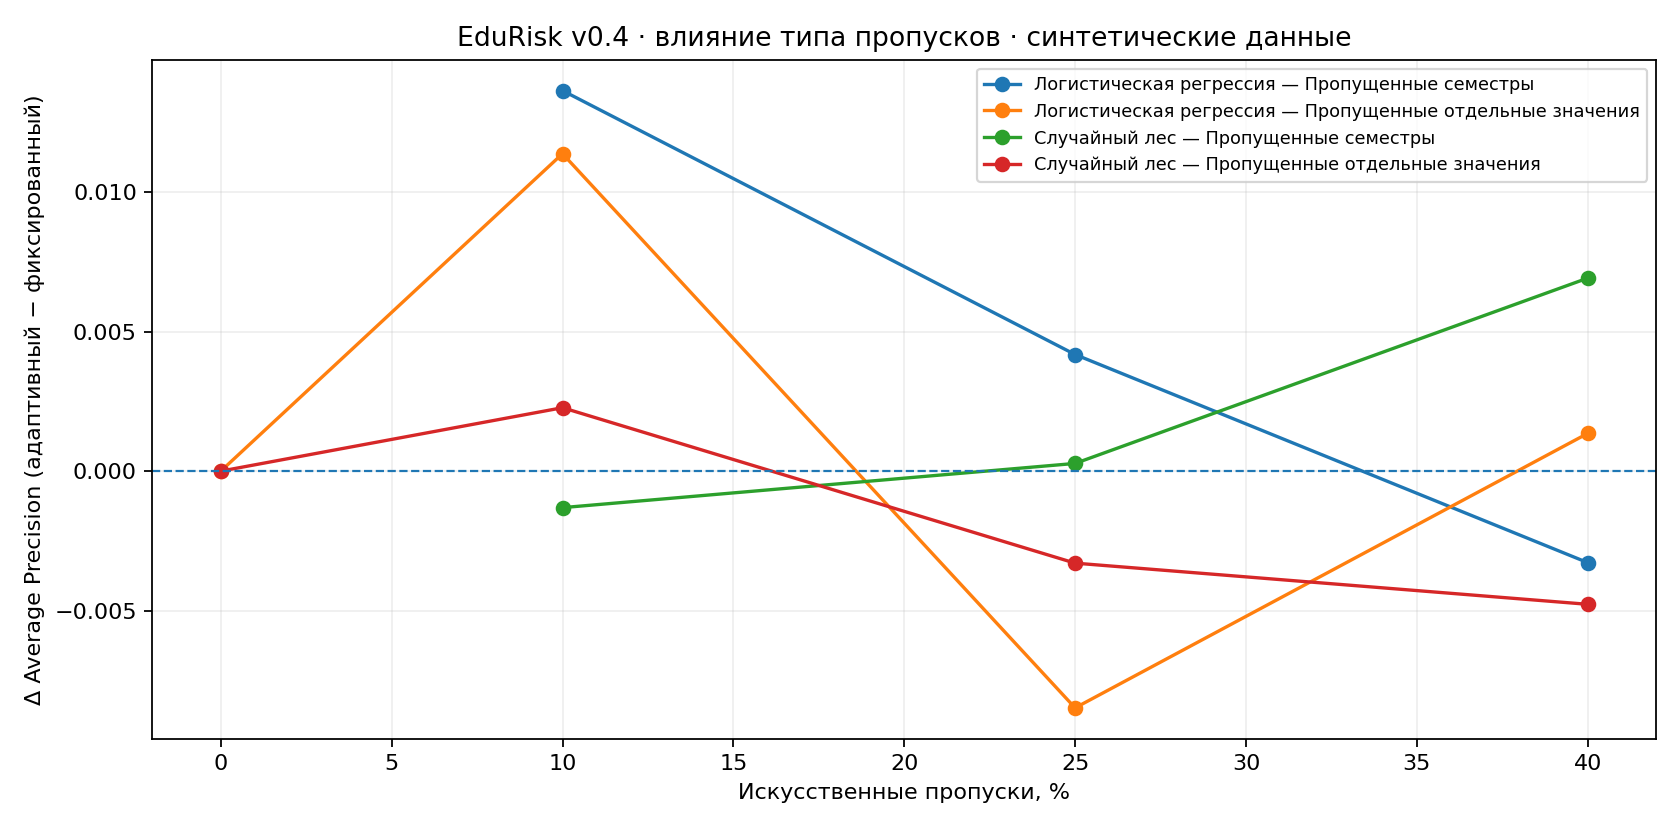 EduRisk v0.4 · влияние типа пропусков · синтетические данные
Δ Average Precision (адаптивный − фиксированный)
Логистическая регрессия — Пропущенные семестры
Логистическая регрессия — Пропущенные отдельные значения
Случайный лес — Пропущенные семестры
Случайный лес — Пропущенные отдельные значения
0.010
0.005
0.000
−0.005
0 5 10 15 20 25 30 35 40
Искусственные пропуски, %